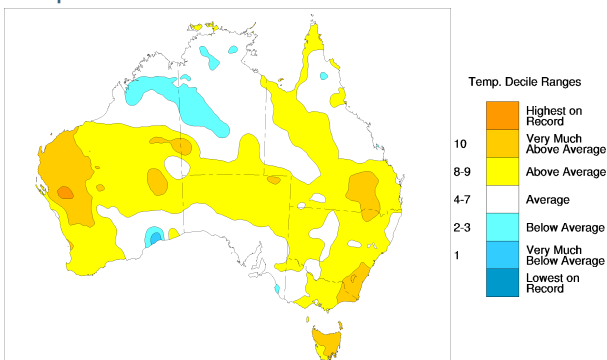 Temp. Decile Ranges
Highest on
Record
10
Very Much
Above Average
8-9
Above Average
4-7
Average
2-3
Below Average
1
Very Much
Below Average
Lowest on
Record